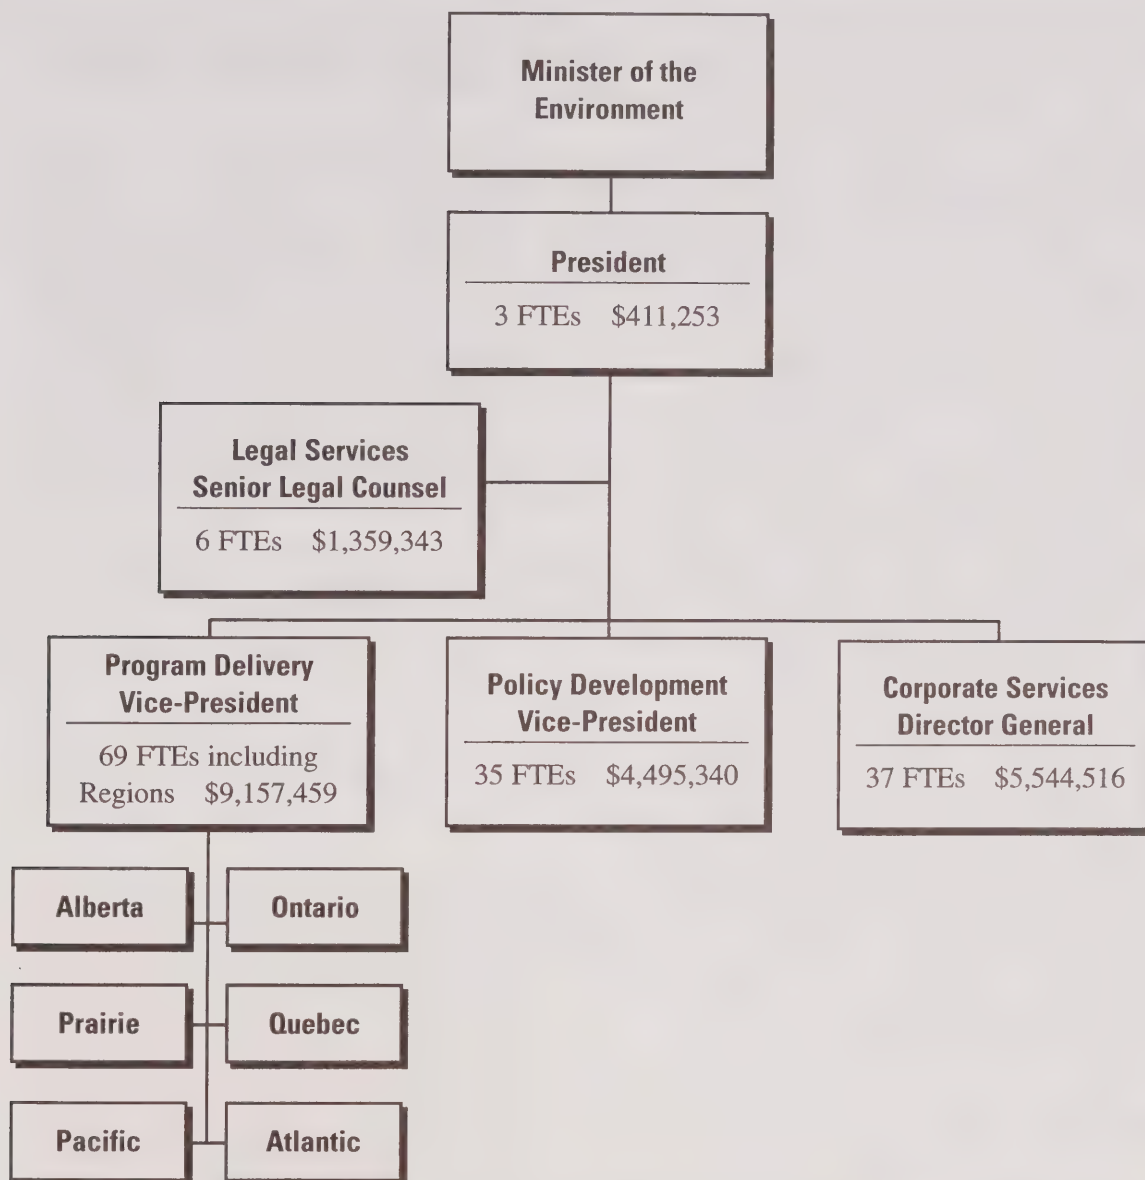 Minister of the
Environment
President
3 FTEs $411,253
Legal Services
Senior Legal Counsel
6 FTEs $1,359,343
Program Delivery
Vice-President
69 FTEs including
Regions $9,157,459
Policy Development
Vice-President
35 FTEs $4,495,340
Corporate Services
Director General
37 FTEs $5,544,516
Alberta
Ontario
Prairie
Quebec
Pacific
Atlantic